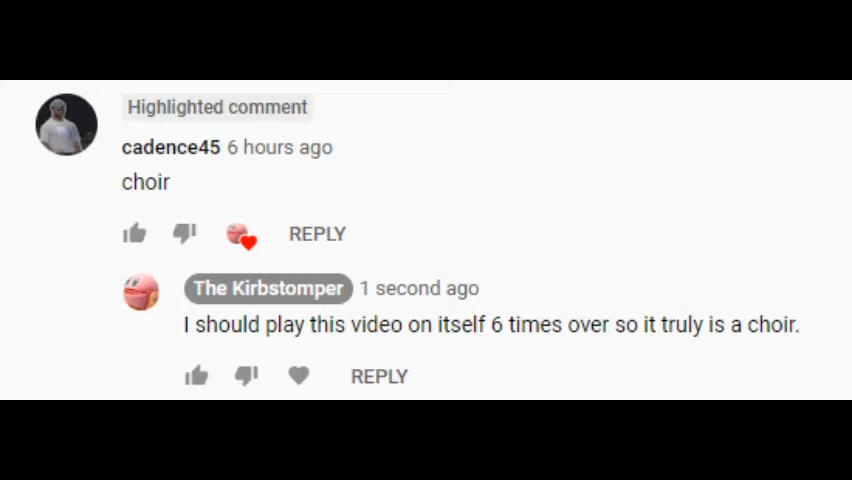 Highlighted comment
cadence45 6 hours ago
choir
REPLY
The Kirbstomper 1 second ago
I should play this video on itself 6 times over so it truly is a choir.
REPLY